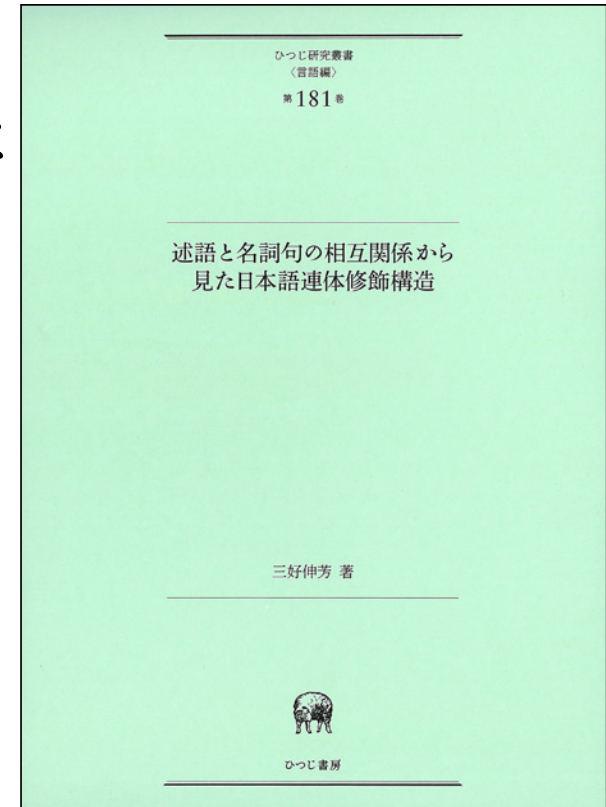 ひつじ研究叢書
〈言語編〉
第181巻
述語と名詞句の相互関係から
見た日本語連体修飾構造
三好伸芳 著
ひつじ書房